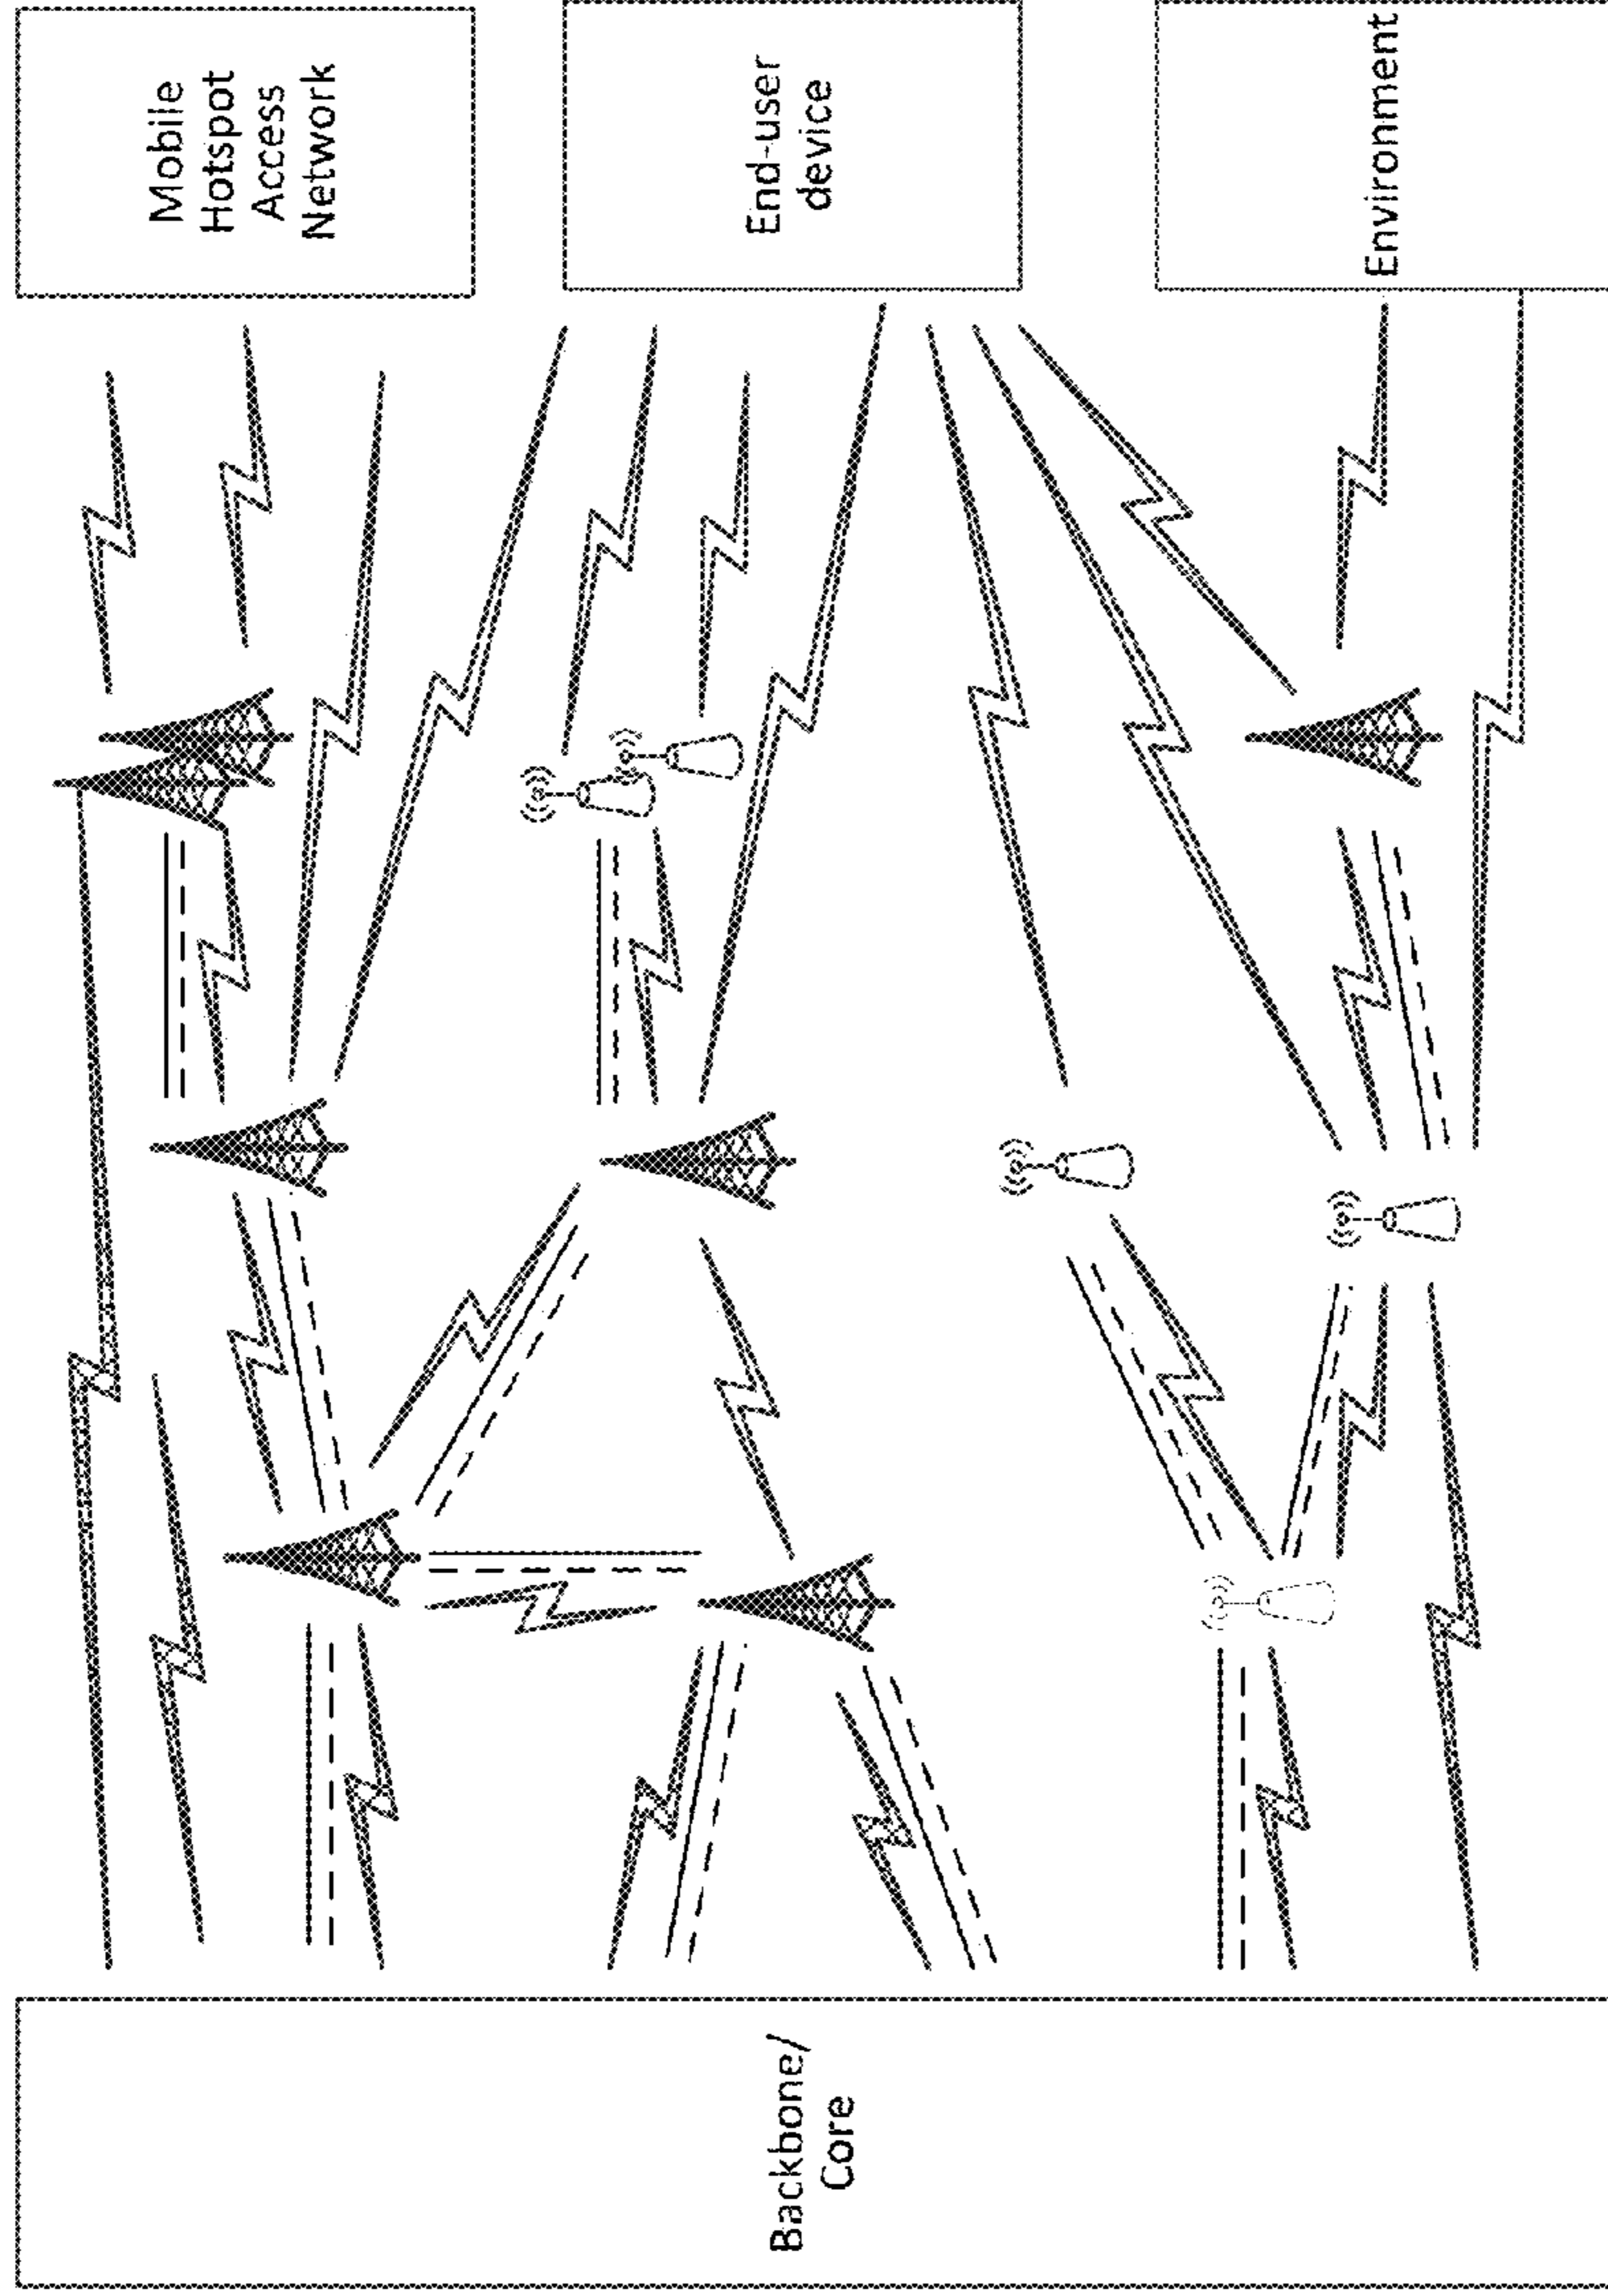 Mobile
Hotspot
Access
Network
End-user
device
Environment
Backbone/
Core